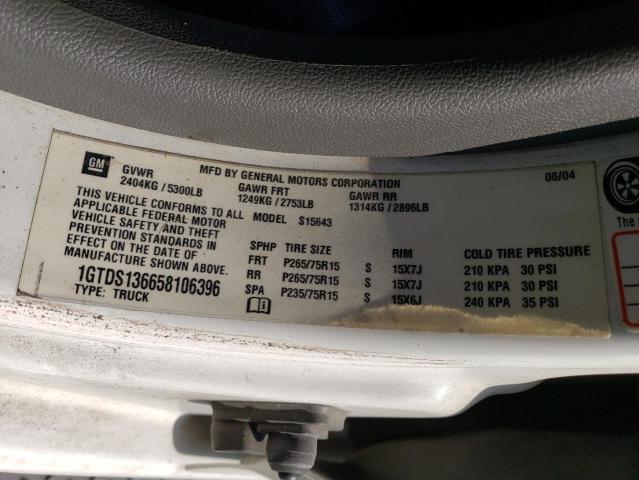 GM
GVWR
2404KG / 5300LB
MFD BY GENERAL MOTORS CORPORATION
06/04
GAWR FRT
1249KG / 2753LB
GAWR RR
1314KG / 2896LB
THIS VEHICLE CONFORMS TO ALL
APPLICABLE FEDERAL MOTOR
VEHICLE SAFETY AND THEFT
PREVENTION STANDARDS IN
EFFECT ON THE DATE OF
MANUFACTURE SHOWN ABOVE.
1GTDS136658106396
TYPE: TRUCK
MODEL S15643
SPHP TIRE SIZE RIM COLD TIRE PRESSURE
FRT P265/75R15 S 15X7J 210 KPA 30 PSI
RR P265/75R15 S 15X7J 210 KPA 30 PSI
SPA P235/75R15 S 15X6J 240 KPA 35 PSI